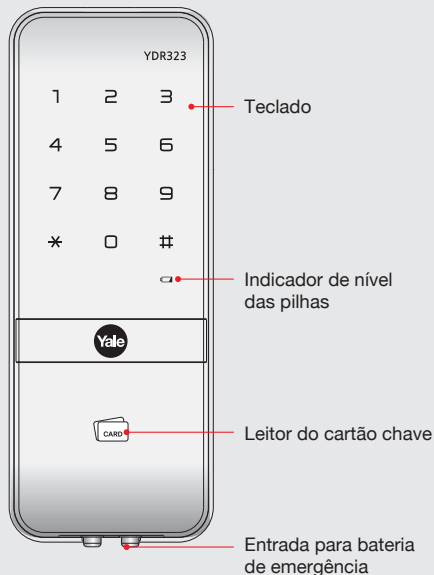 YDR323
1 2 3
Teclado
4 5 6
7 8 9
* 0 #
Indicador de nível
das pilhas
Yale
CARD
Leitor do cartão chave
Entrada para bateria
de emergência